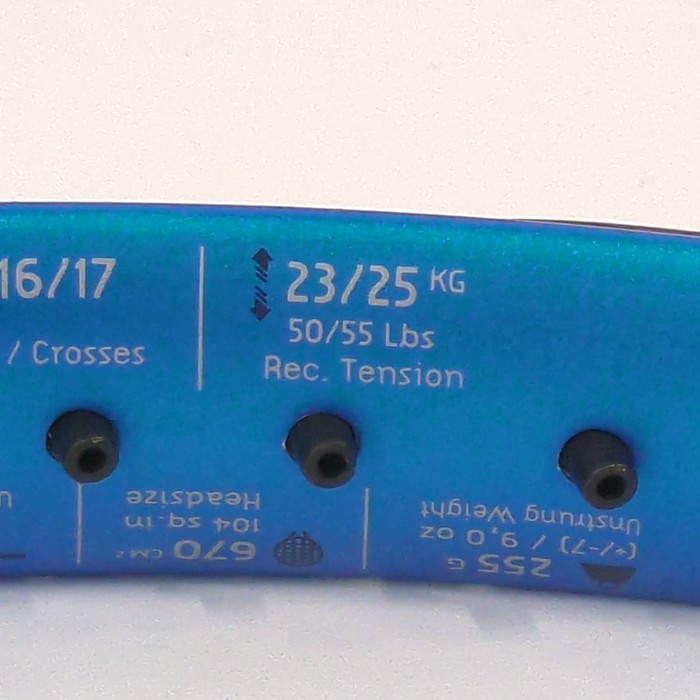 16/17
/ Crosses
23/25 KG
50/55 Lbs
Rec. Tension
670 CM²
104 sq.in
Headsize
255 G
(+/-7) / 9,0 oz
Unstrung Weight